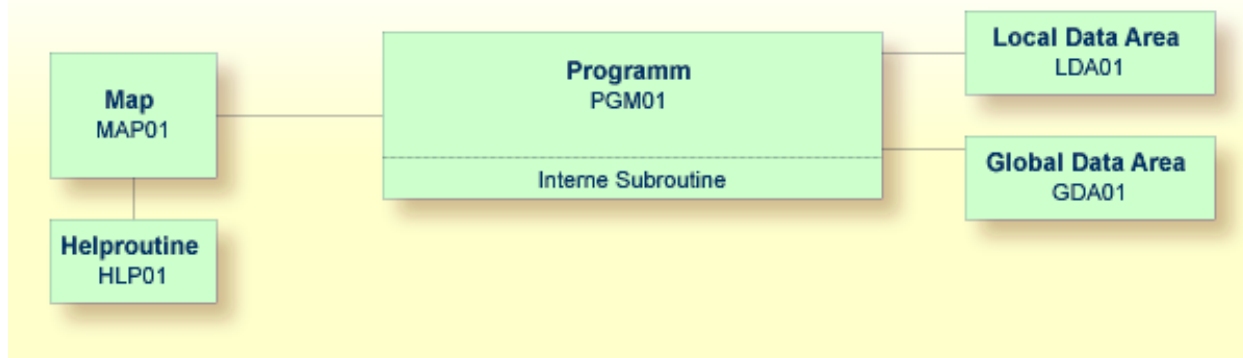 Map
MAP01
Helproutine
HLP01
Programm
PGM01
Interne Subroutine
Local Data Area
LDA01
Global Data Area
GDA01